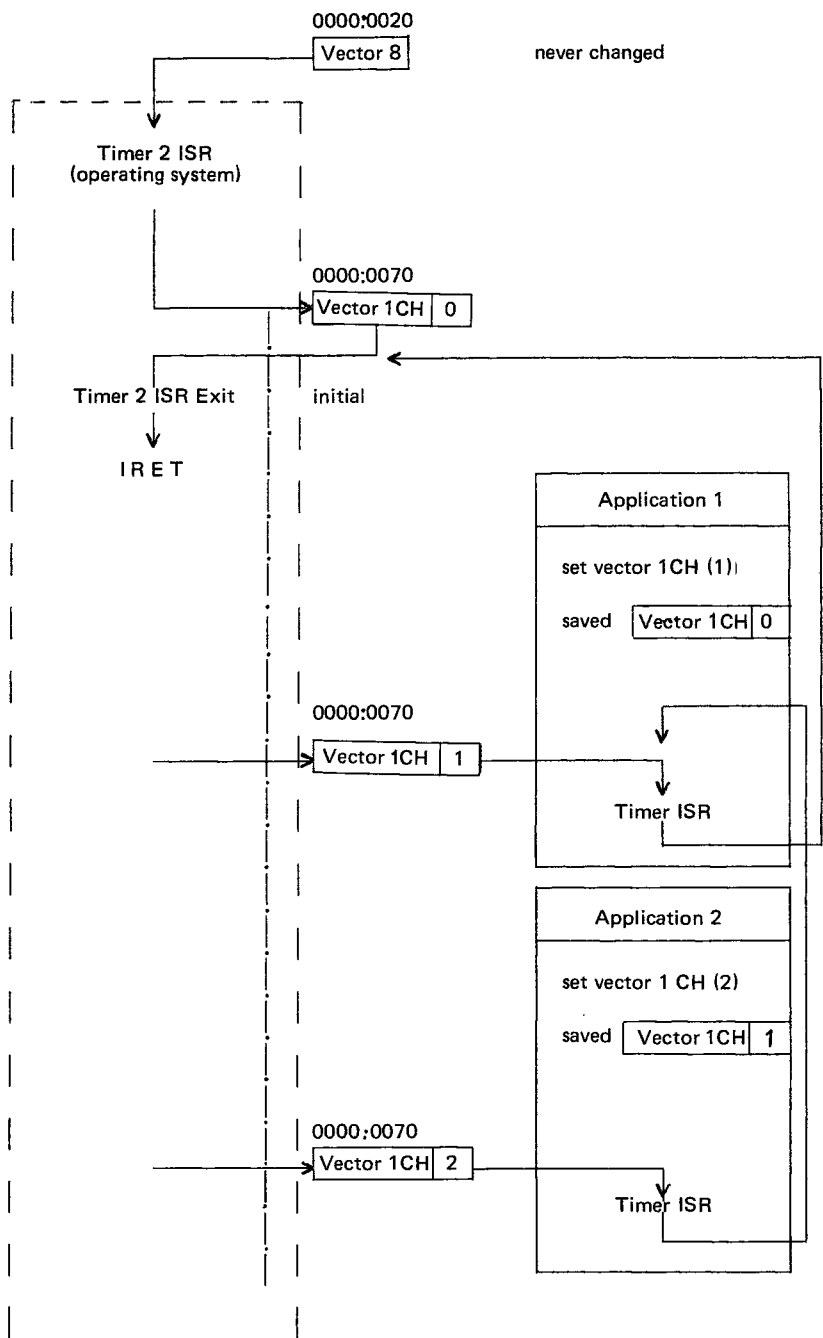 0000:0020
Vector 8
never changed
Timer 2 ISR
(operating system)
0000:0070
Vector 1CH 0
Timer 2 ISR Exit
initial
IRET
Application 1
set vector 1CH (1)
saved Vector 1CH 0
0000:0070
Vector 1CH 1
Timer ISR
Application 2
set vector 1 CH (2)
saved Vector 1CH 1
0000:0070
Vector 1CH 2
Timer ISR